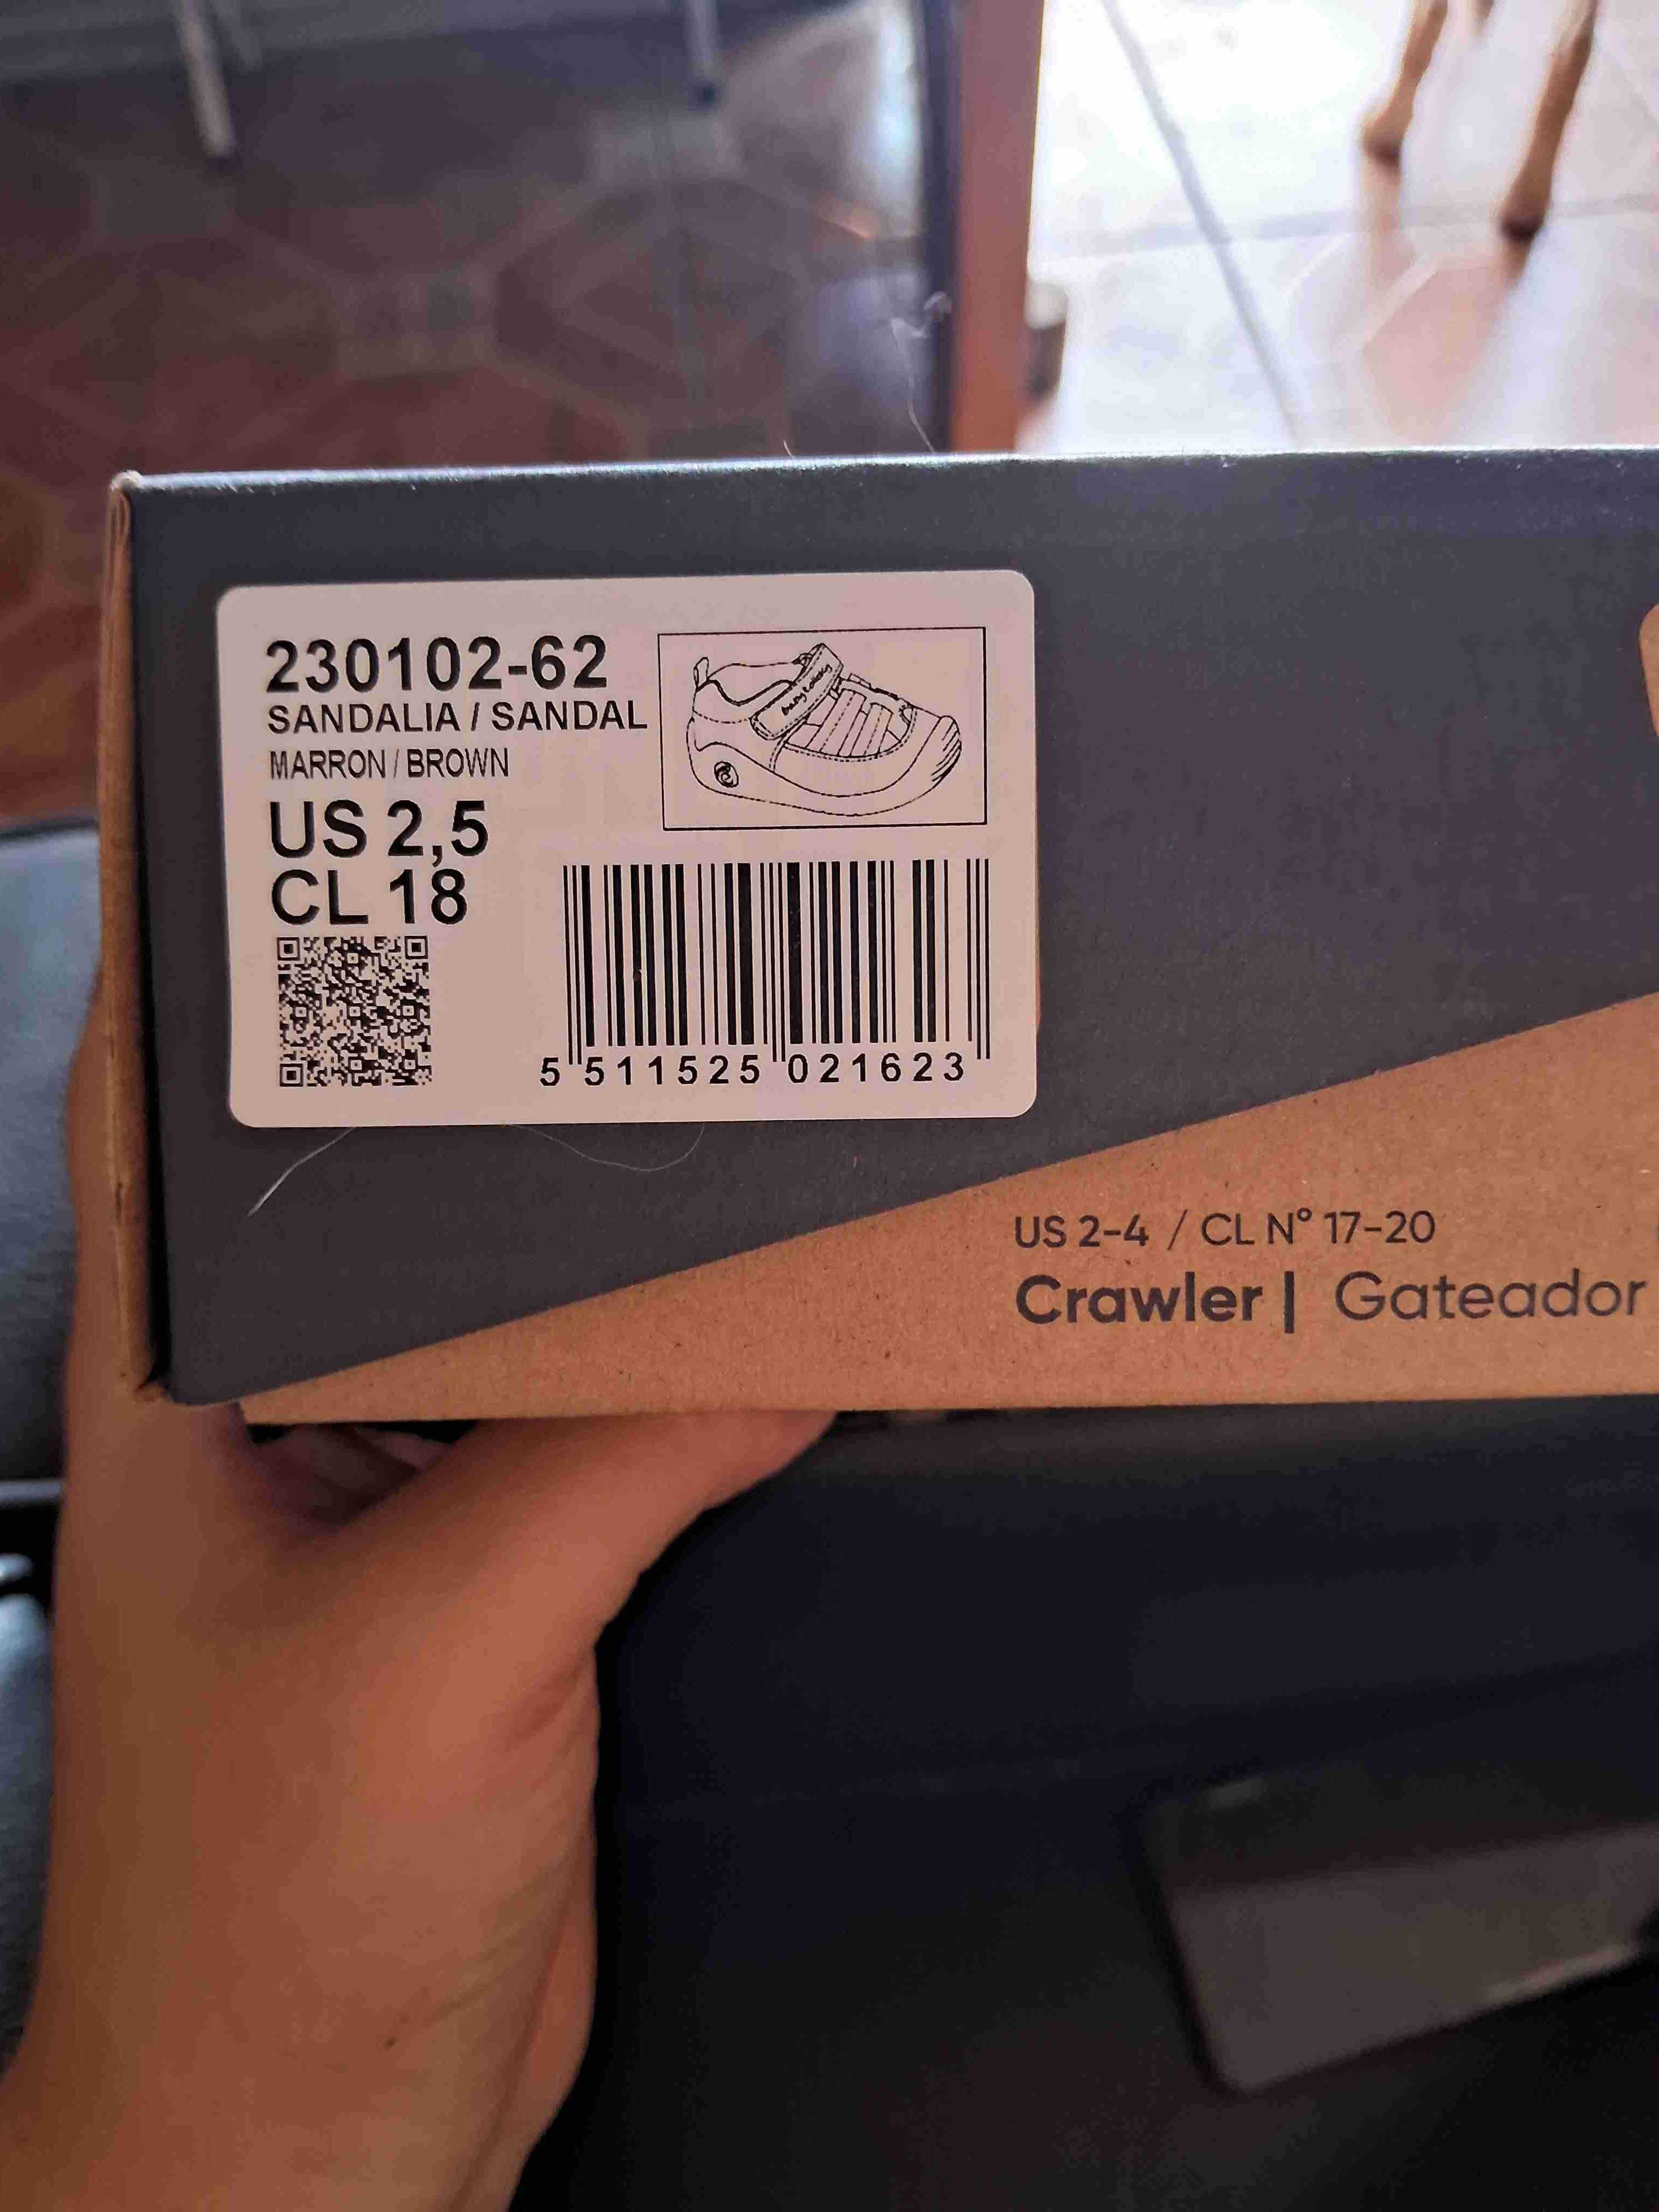 230102-62
SANDALIA / SANDAL
MARRON / BROWN
US 2,5
CL 18
5 511525 021623
US 2-4 / CL N° 17-20
Crawler | Gateador